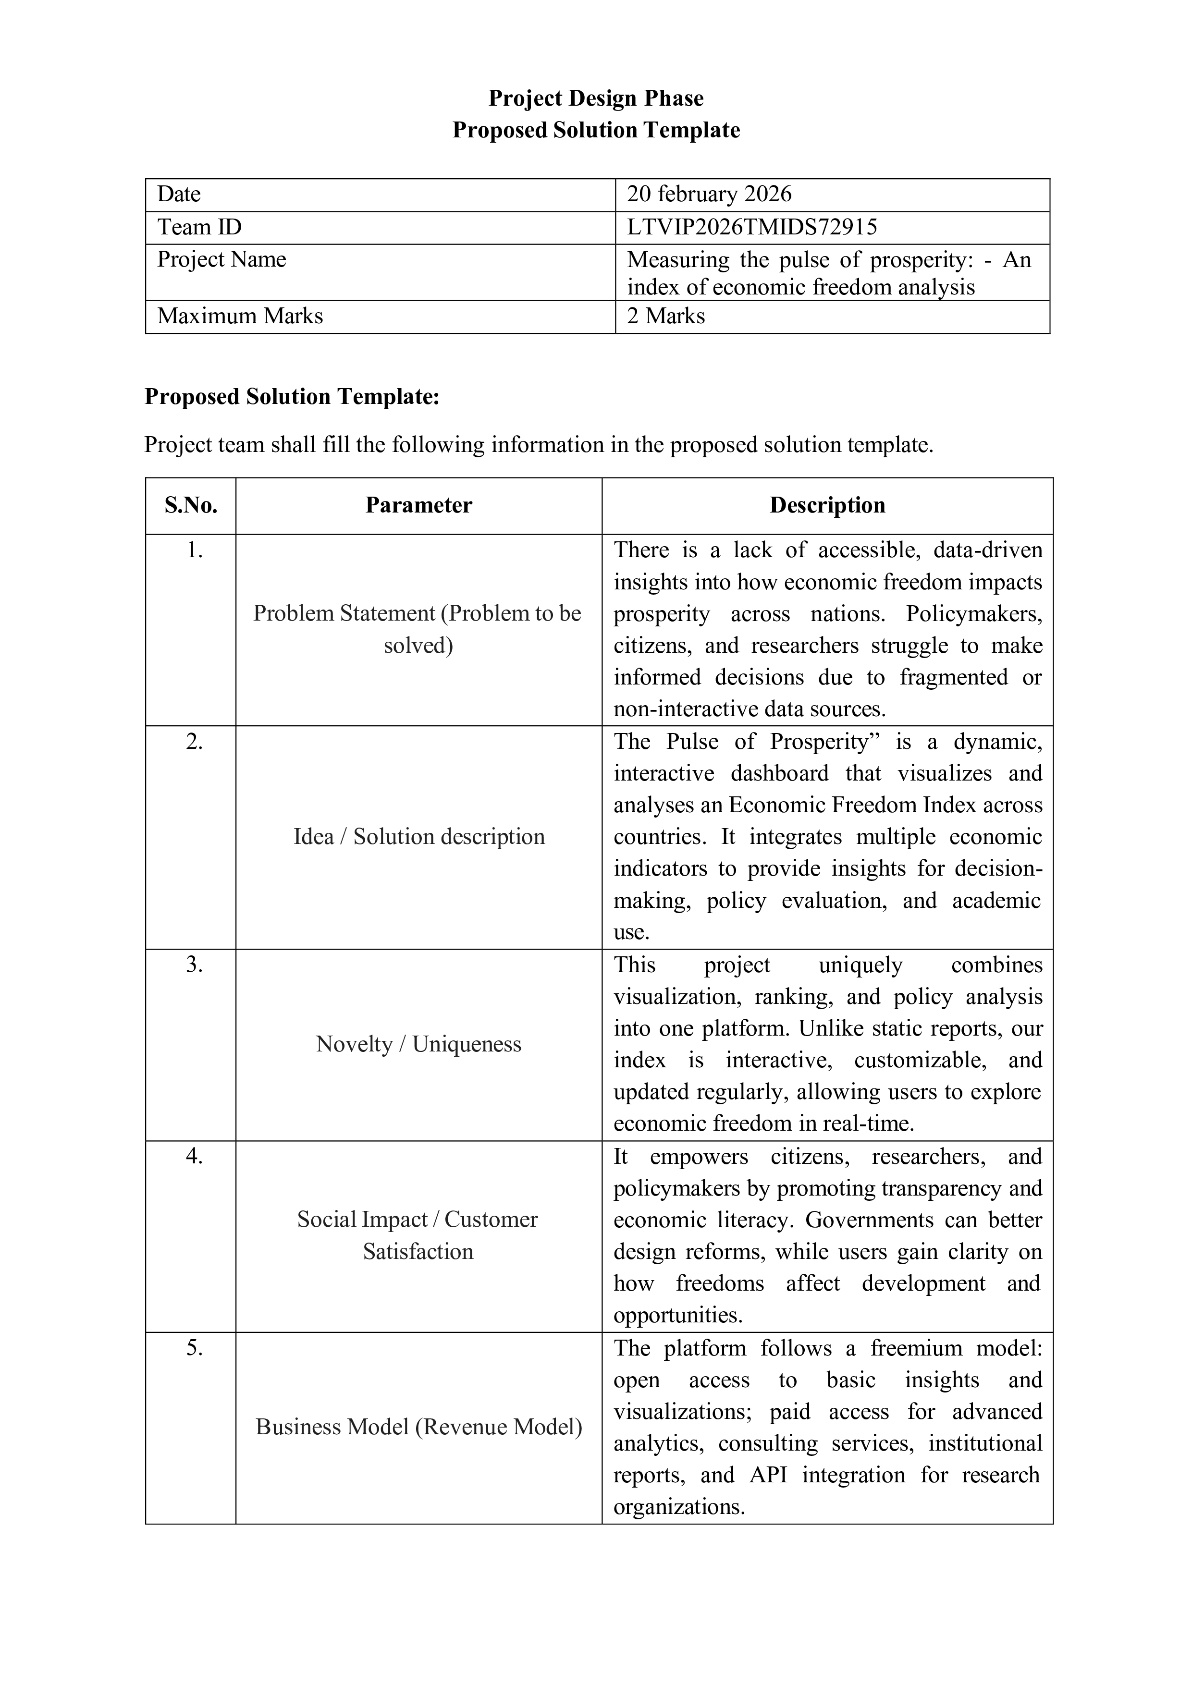 Project Design Phase
Proposed Solution Template
Date
20 february 2026
Team ID
LTVIP2026TMIDS72915
Project Name
Measuring the pulse of prosperity: - An
index of economic freedom analysis
Maximum Marks
2 Marks
Proposed Solution Template:
Project team shall fill the following information in the proposed solution template.
S.No.
Parameter
Description
1.
Problem Statement (Problem to be
solved)
There is a lack of accessible, data-driven
insights into how economic freedom impacts
prosperity across nations. Policymakers,
citizens, and researchers struggle to make
informed decisions due to fragmented or
non-interactive data sources.
2.
Idea / Solution description
The Pulse of Prosperity” is a dynamic,
interactive dashboard that visualizes and
analyses an Economic Freedom Index across
countries. It integrates multiple economic
indicators to provide insights for decision-
making, policy evaluation, and academic
use.
3.
Novelty / Uniqueness
This project uniquely combines
visualization, ranking, and policy analysis
into one platform. Unlike static reports, our
index is interactive, customizable, and
updated regularly, allowing users to explore
economic freedom in real-time.
4.
Social Impact / Customer
Satisfaction
It empowers citizens, researchers, and
policymakers by promoting transparency and
economic literacy. Governments can better
design reforms, while users gain clarity on
how freedoms affect development and
opportunities.
5.
Business Model (Revenue Model)
The platform follows a freemium model:
open access to basic insights and
visualizations; paid access for advanced
analytics, consulting services, institutional
reports, and API integration for research
organizations.